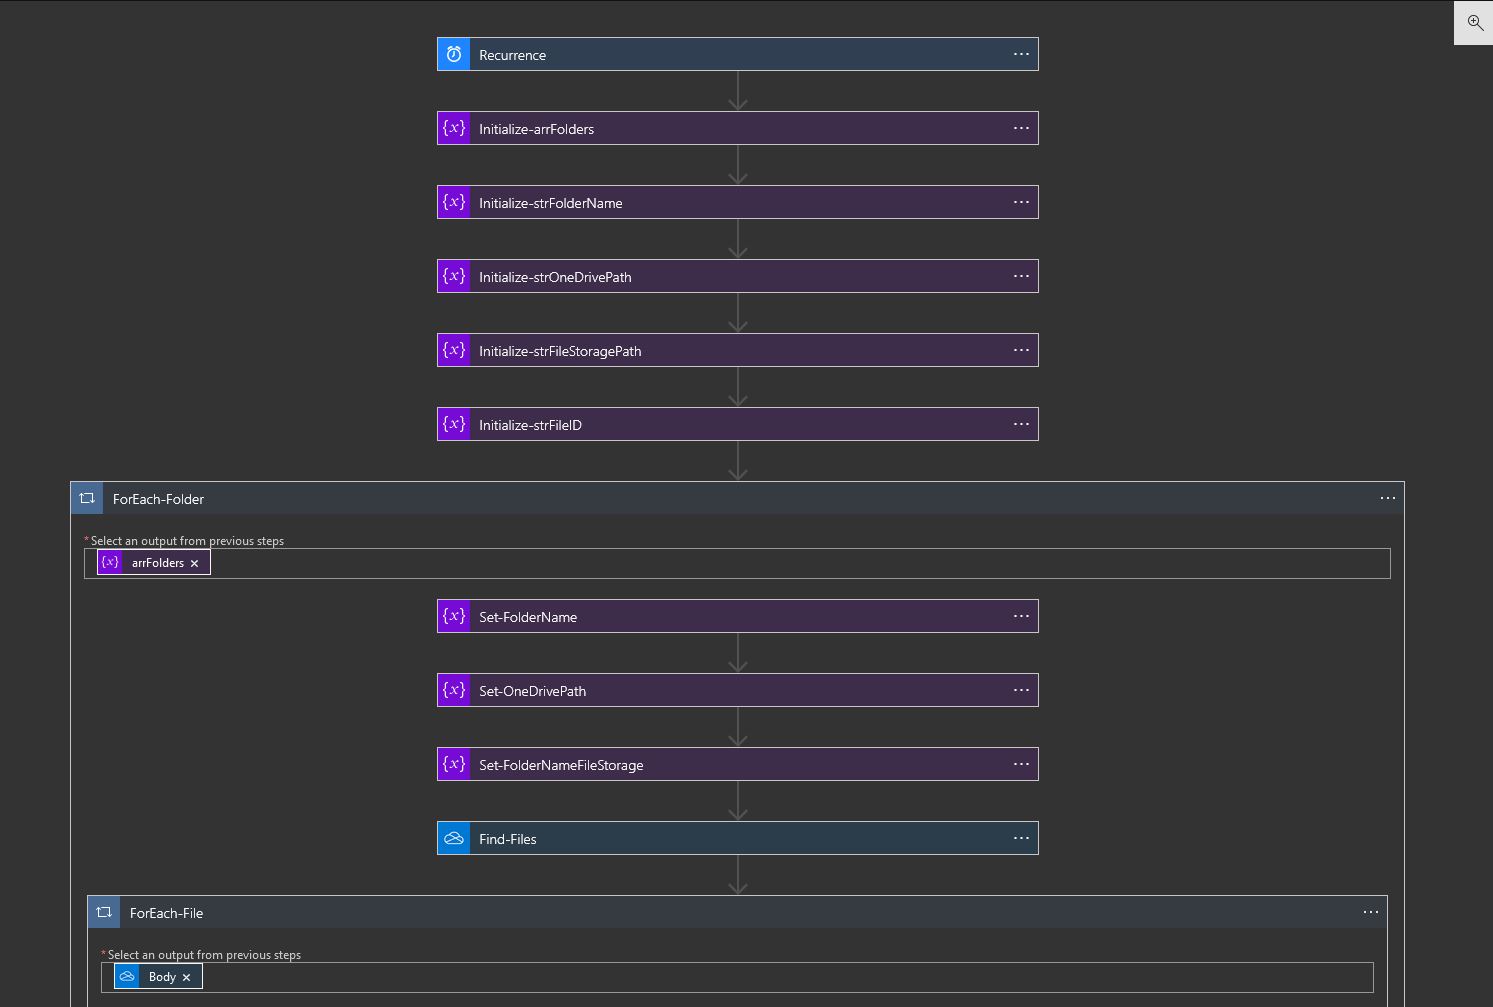 Recurrence
{x} Initialize-arrFolders
{x} Initialize-strFolderName
{x} Initialize-strOneDrivePath
{x} Initialize-strFileStoragePath
{x} Initialize-strFileID
ForEach-Folder
* Select an output from previous steps
{x} arrFolders ×
{x} Set-FolderName
{x} Set-OneDrivePath
{x} Set-FolderNameFileStorage
Find-Files
ForEach-File
* Select an output from previous steps
Body ×